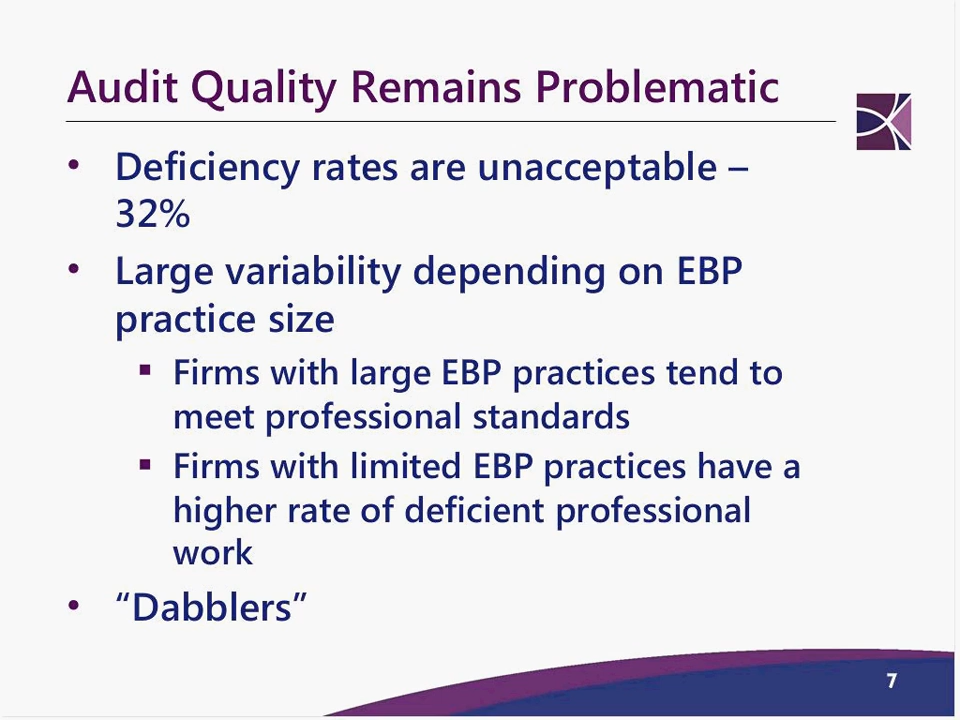 Audit Quality Remains Problematic
• Deficiency rates are unacceptable –
32%
• Large variability depending on EBP
practice size
▪ Firms with large EBP practices tend to
meet professional standards
▪ Firms with limited EBP practices have a
higher rate of deficient professional
work
• “Dabblers”
7